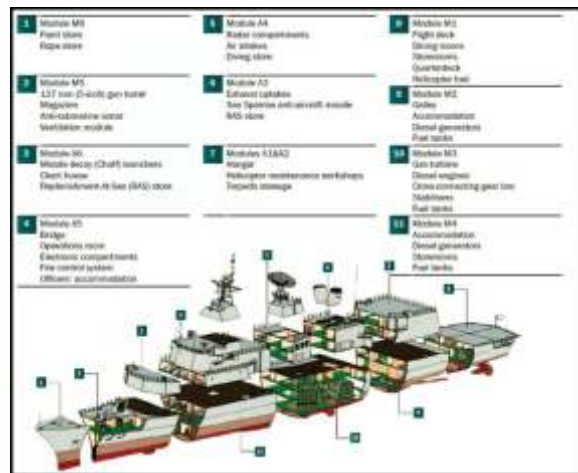 1 Module M6
Paint store
Rope store
2 Module M5
127 mm (5-inch) gun turret
Magazine
Anti-submarine sonar
Ventilation module
3 Module A6
Missile decoy (Chaff) launchers
Client house
Replenishment At Sea (RAS) store
4 Module A5
Bridge
Operations room
Electronic compartments
Fire control system
Officers' accommodation
5 Module A4
Radar compartments
Air intakes
Diving store
6 Module A3
Exhaust uptakes
Sea Sparrow anti-aircraft missile
RAS store
7 Modules A1&A2
Hangar
Helicopter maintenance workshops
Torpedo stowage
Module M1
Flight deck
Dining rooms
Storerooms
Quarterdeck
Helicopter fuel
Module M2
Galley
Accommodation
Diesel generators
Fuel tanks
10 Module M3
Gas turbine
Diesel engines
Cross connecting gear box
Stabilisers
Fuel tanks
11 Module M4
Accommodation
Diesel generators
Storerooms
Fuel tanks